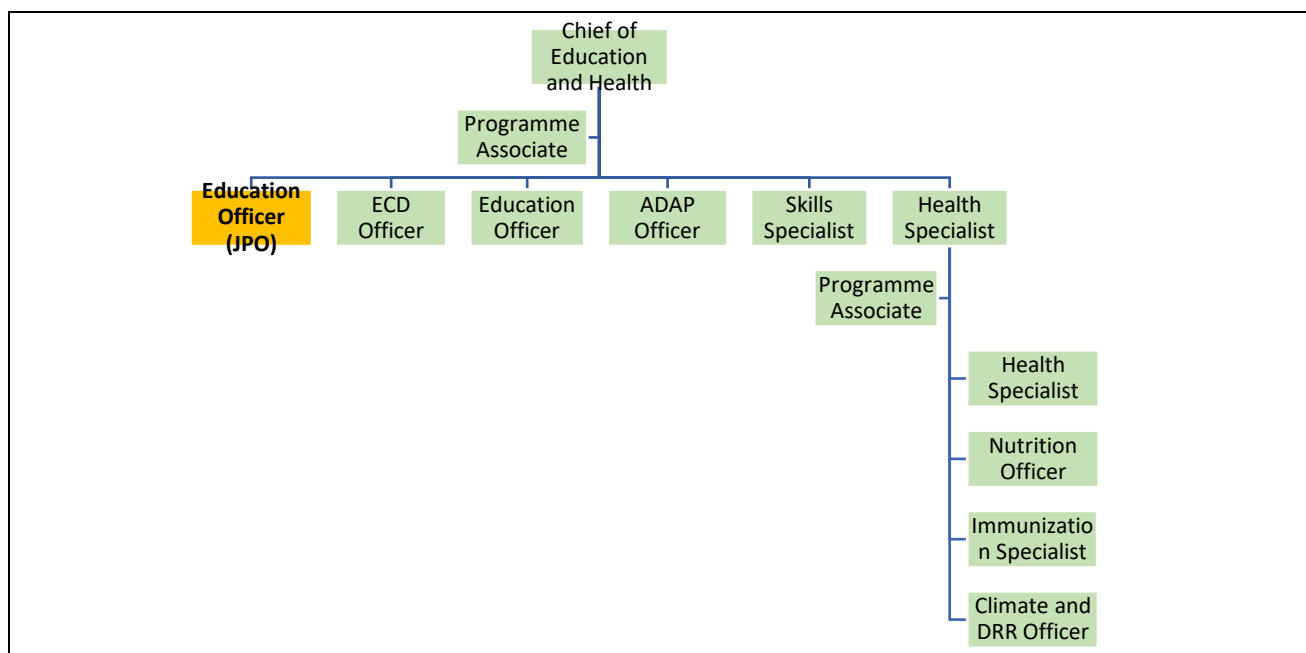 Chief of
Education
and Health
Programme
Associate
Education
Officer
(JPO)
ECD
Officer
Education
Officer
ADAP
Officer
Skills
Specialist
Health
Specialist
Programme
Associate
Health
Specialist
Nutrition
Officer
Immunizatio
n Specialist
Climate and
DRR Officer